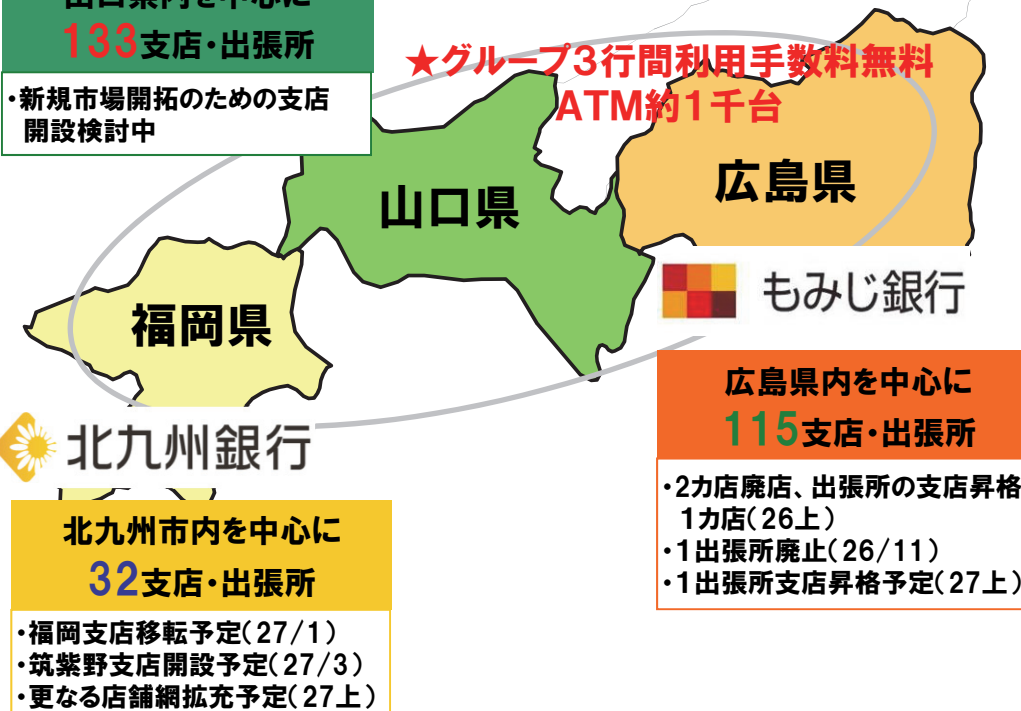 山口県内を中心に
133支店・出張所
・新規市場開拓のための支店
開設検討中
★グループ3行間利用手数料無料
ATM約1千台
山口県
広島県
福岡県
もみじ銀行
北九州銀行
広島県内を中心に
115支店・出張所
・2カ店廃店、出張所の支店昇格
1カ店(26上)
・1出張所廃止(26/11)
・1出張所支店昇格予定(27上)
北九州市内を中心に
32支店・出張所
・福岡支店移転予定(27/1)
・筑紫野支店開設予定(27/3)
・更なる店舗網拡充予定(27上)